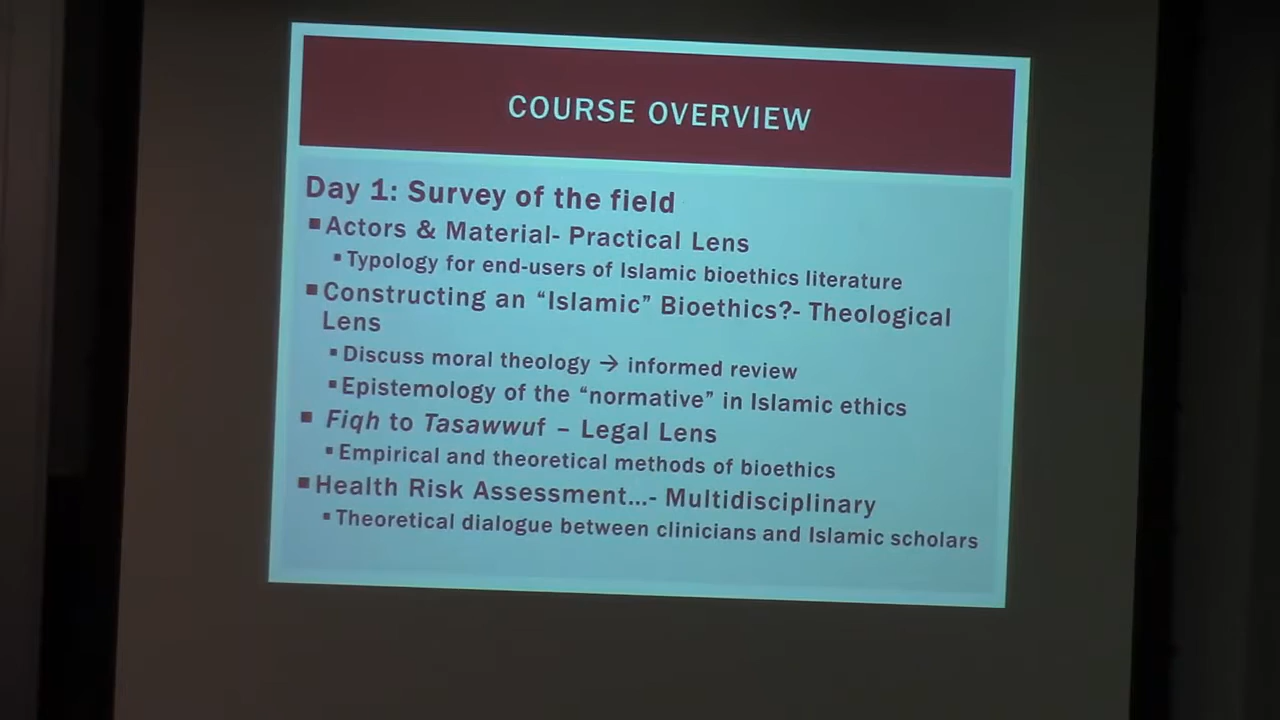 COURSE OVERVIEW
Day 1: Survey of the field
▪Actors & Material- Practical Lens
▪Typology for end-users of Islamic bioethics literature
▪Constructing an “Islamic” Bioethics?- Theological
Lens
▪Discuss moral theology → informed review
▪Epistemology of the “normative” in Islamic ethics
▪ Fiqh to Tasawwuf – Legal Lens
▪Empirical and theoretical methods of bioethics
▪Health Risk Assessment…- Multidisciplinary
▪Theoretical dialogue between clinicians and Islamic scholars